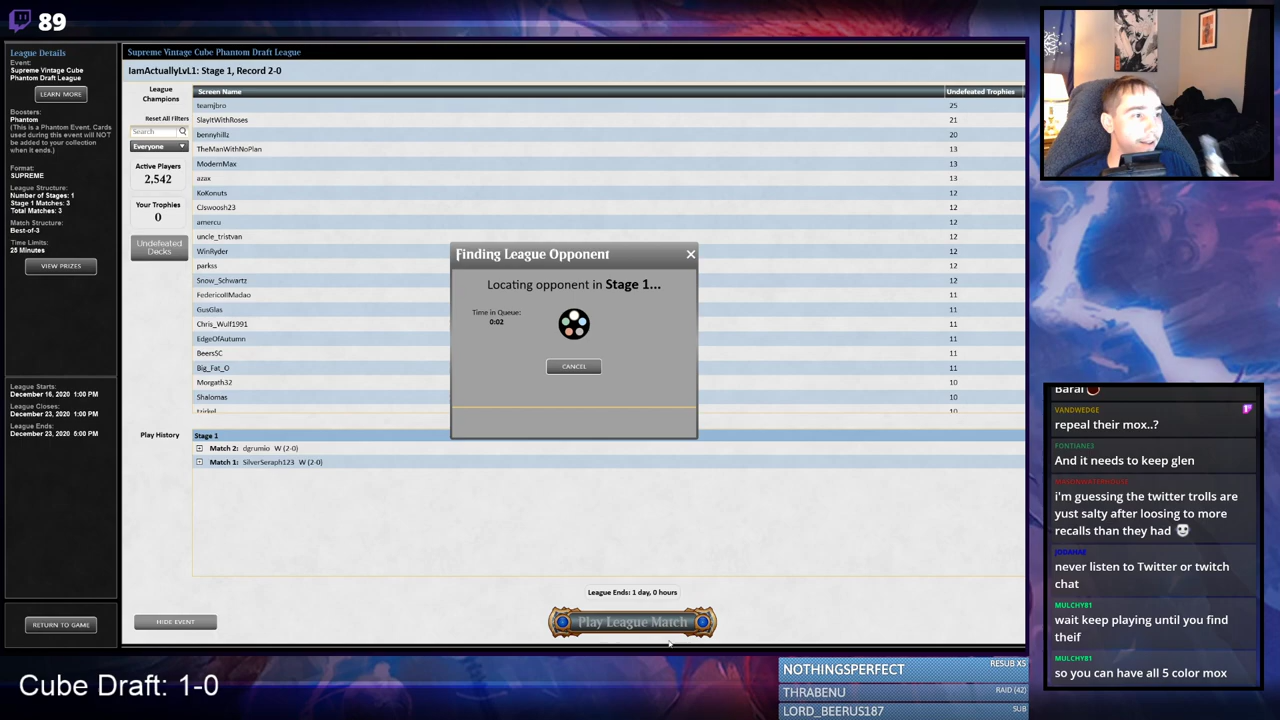 89
League Details
Event:
Supreme Vintage Cube
Phantom Draft League
LEARN MORE
Boosters:
Phantom
(This is a Phantom Event. Cards
used during this event will NOT
be added to your collection
when it ends.)
Format:
SUPREME
League Structure:
Number of Stages: 1
Stage 1 Matches: 3
Total Matches: 3
Match Structure:
Best-of-3
Time Limits:
25 Minutes
VIEW PRIZES
League Starts:
December 16, 2020 1:00 PM
League Closes:
December 23, 2020 1:00 PM
League Ends:
December 23, 2020 5:00 PM
RETURN TO GAME
Supreme Vintage Cube Phantom Draft League
IamActuallyLvL1: Stage 1, Record 2-0
League
Champions
Reset All Filters
Search
Everyone
Active Players
2,542
Your Trophies
0
Undefeated
Decks
Screen Name Undefeated Trophies
teamjbro 25
SlayItWithRoses 21
bennyhillz 20
TheManWithNoPlan 13
ModernMax 13
azax 13
KoKonuts 12
CJswoosh23 12
amercu 12
uncle_tristvan 12
WinRyder 12
parkss 12
Snow_Schwartz 12
FedericoIlMadao 11
GusGlas 11
Chris_Wulf1991 11
EdgeOfAutumn 11
BeersSC 11
Big_Fat_O 11
Morgath32 10
Shalomas 10
10
Finding League Opponent
Locating opponent in Stage 1...
Time in Queue:
0:02
CANCEL
Play History
Stage 1
Match 2: dgrumio W (2-0)
Match 1: SilverSeraph123 W (2-0)
League Ends: 1 day, 0 hours
HIDE EVENT
Play League Match
Baral
VANDWEDGE
repeal their mox..?
FONTIANE3
And it needs to keep glen
MASONWATERHOUSE
i'm guessing the twitter trolls are
yust salty after loosing to more
recalls than they had
JODANAE
never listen to Twitter or twitch
chat
MULCHY81
wait keep playing until you find
theif
MULCHY81
so you can have all 5 color mox
Cube Draft: 1-0
NOTHINGSPERFECT RESUB X5
THRABENU RAID (42)
LORD_BEERUS187 SUB